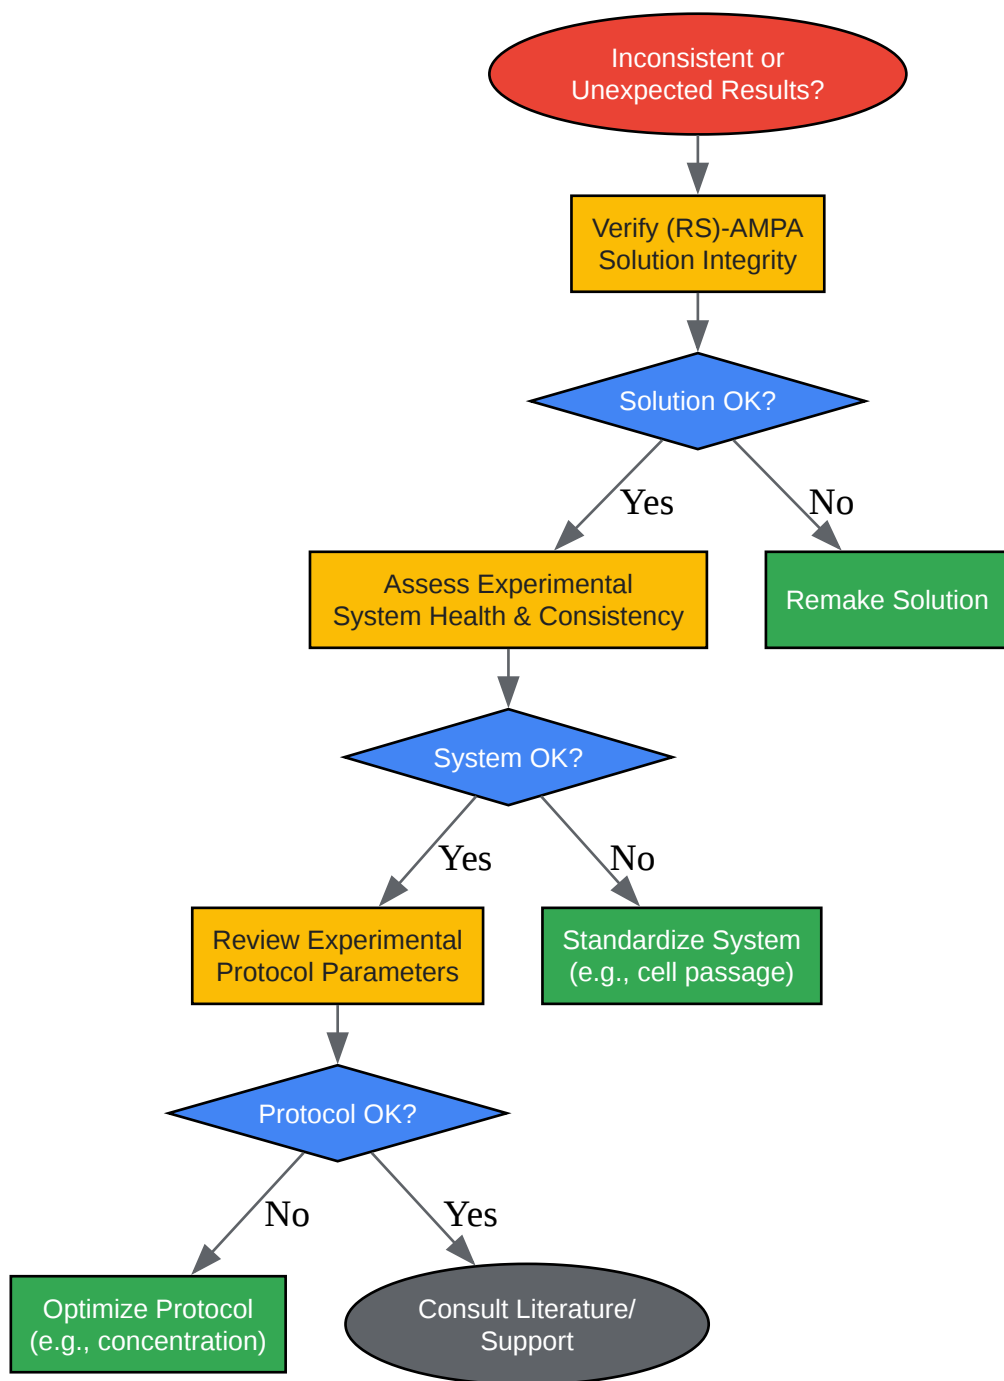 Inconsistent or
Unexpected Results?
Verify (RS)-AMPA
Solution Integrity
Solution OK?
Yes
No
Assess Experimental
System Health & Consistency
Remake Solution
System OK?
Yes
No
Review Experimental
Protocol Parameters
Standardize System
(e.g., cell passage)
Protocol OK?
No
Yes
Optimize Protocol
(e.g., concentration)
Consult Literature/
Support